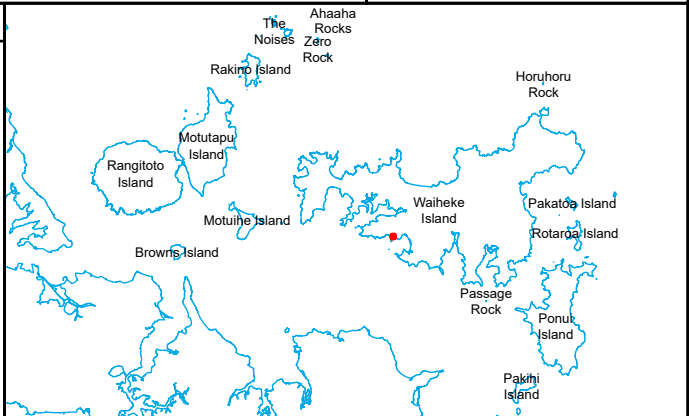 The
Noises
Ahaaha
Rocks
Zero
Rock
Rakino Island
Horuhoru
Rock
Motutapu
Island
Rangitoto
Island
Waiheke
Island
Pakatoa Island
Motuihe Island
Rotaroa Island
Browns Island
Passage
Rock
Ponui
Island
Pakihi
Island